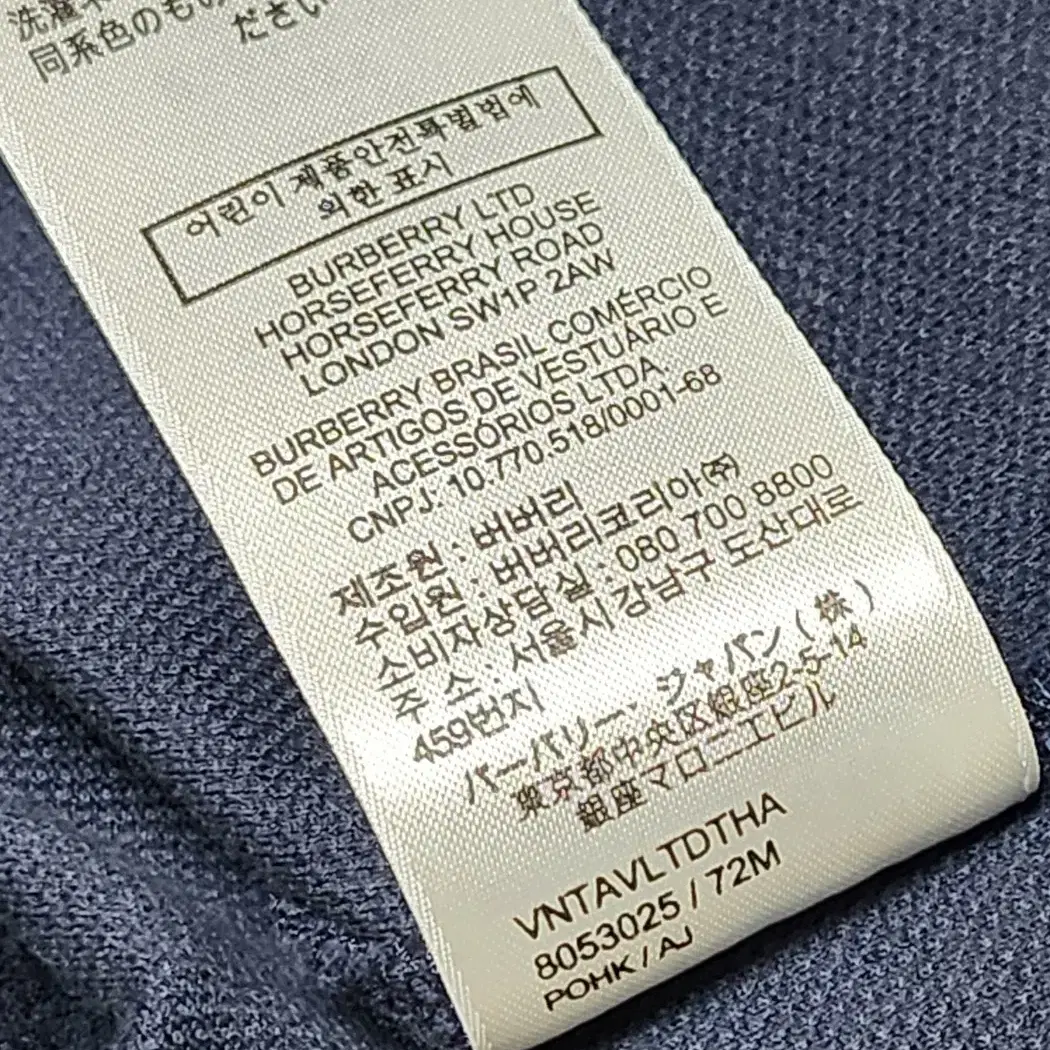 洗濯
同系色のもの
ださい
어린이 제품안전특별법에
의한 표시
BURBERRY LTD
HORSEFERRY HOUSE
HORSEFERRY ROAD
LONDON SW1P 2AW
BURBERRY BRASIL COMÉRCIO
DE ARTIGOS DE VESTUÁRIO E
ACESSÓRIOS LTDA.
CNPJ: 10.770.518/0001-68
제조원 : 버버리
수입원 : 버버리코리아(주)
소비자상담실 : 080 700 8800
주 소 : 서울시 강남구 도산대로
459번지
バーバリー・ジャパン(株)
東京都中央区銀座2-5-14
銀座マロニエビル
VNTAVLTDTHA
8053025 / 72M
POHK / AJ